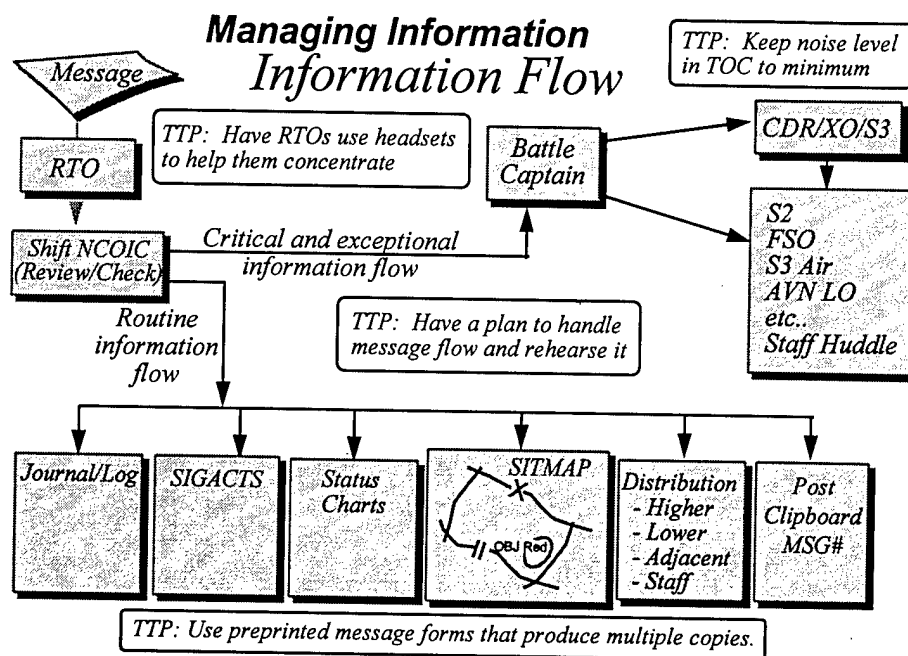 Managing Information
Information Flow
Message
TTP: Keep noise level
in TOC to minimum
RTO
TTP: Have RTOs use headsets
to help them concentrate
Battle
Captain
CDR/XO/S3
Shift NCOIC
(Review/Check)
Critical and exceptional
information flow
S2
FSO
S3 Air
AVN LO
etc..
Staff Huddle
Routine
information
flow
TTP: Have a plan to handle
message flow and rehearse it
Journal/Log
SIGACTS
Status
Charts
SITMAP
OBJ Red
Distribution
- Higher
- Lower
- Adjacent
- Staff
Post
Clipboard
MSG#
TTP: Use preprinted message forms that produce multiple copies.